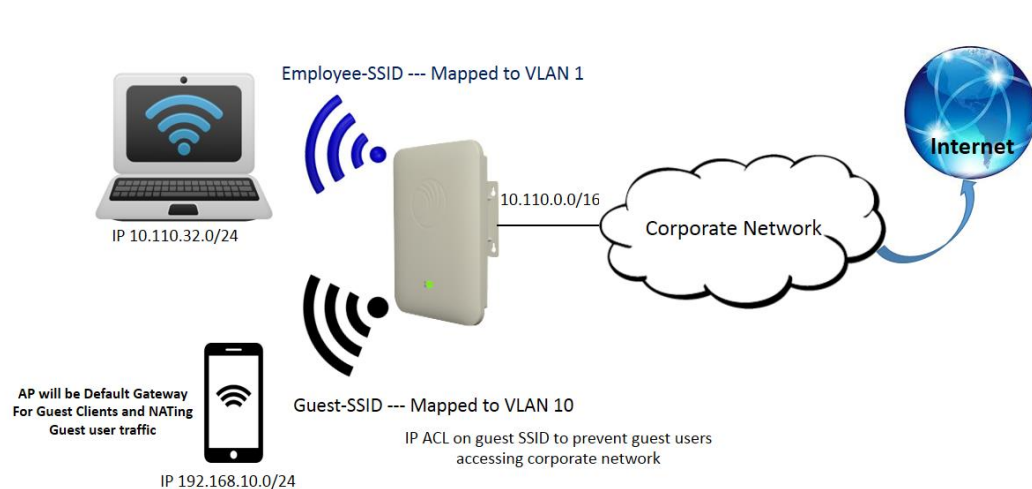 Employee-SSID --- Mapped to VLAN 1
Internet
10.110.0.0/16
Corporate Network
IP 10.110.32.0/24
AP will be Default Gateway
For Guest Clients and NATing
Guest user traffic
Guest-SSID --- Mapped to VLAN 10
IP ACL on guest SSID to prevent guest users
accessing corporate network
IP 192.168.10.0/24